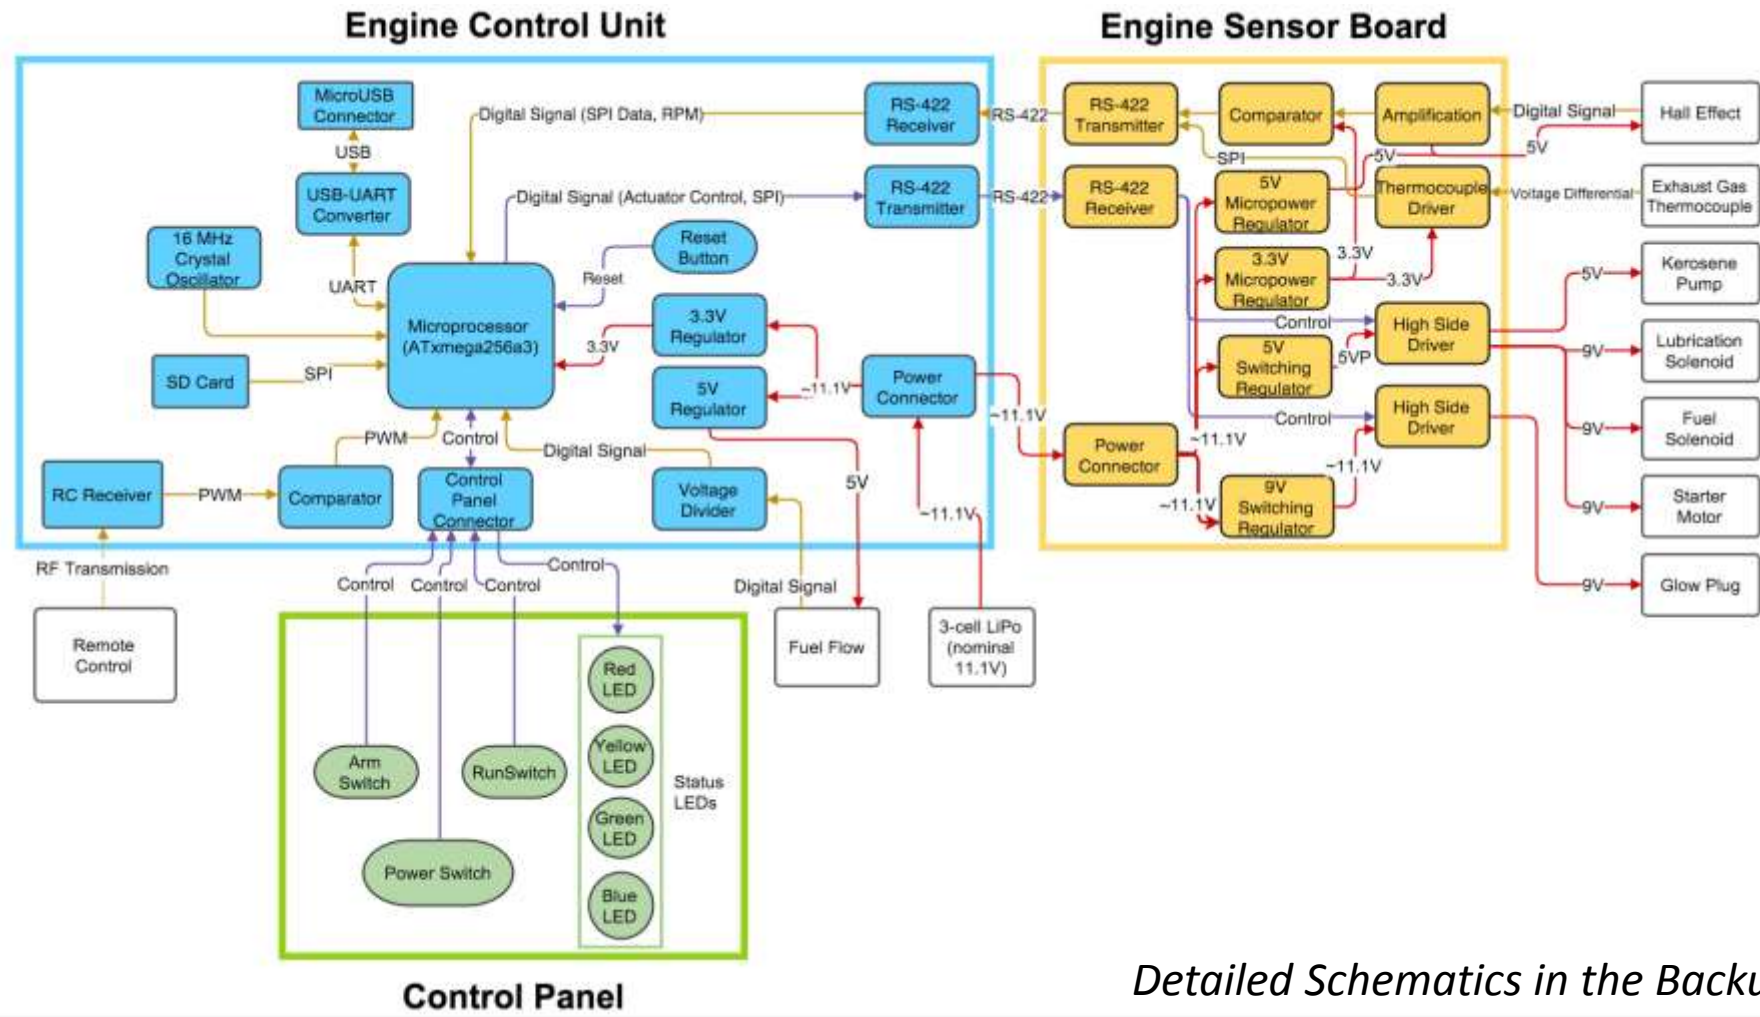 Engine Control Unit
Engine Sensor Board
MicroUSB
Connector
USB
USB-UART
Converter
UART
16 MHz
Crystal
Oscillator
SD Card
SPI
Microprocessor
(ATxmega256a3)
Digital Signal (SPI Data, RPM)
RS-422
Receiver
Digital Signal (Actuator Control, SPI)
RS-422
Transmitter
Reset
Button
Reset
3.3V
Regulator
3.3V
5V
Regulator
~11.1V
Power
Connector
RC Receiver
PWM
Comparator
PWM
Control
Control
Panel
Connector
Digital Signal
Voltage
Divider
5V
~11.1V
RF Transmission
Remote
Control
Control
Control
Control
Control
Digital Signal
Fuel Flow
3-cell LiPo
(nominal
11.1V)
Arm
Switch
RunSwitch
Power Switch
Red
LED
Yellow
LED
Green
LED
Blue
LED
Status
LEDs
Control Panel
RS-422
RS-422
~11.1V
RS-422
Transmitter
Comparator
Amplification
Digital Signal
Hall Effect
SPI
5V
5V
RS-422
Receiver
5V
Micropower
Regulator
Thermocouple
Driver
Voltage Differential
Exhaust Gas
Thermocouple
3.3V
Micropower
Regulator
3.3V
3.3V
Control
5V
Switching
Regulator
5VP
High Side
Driver
5V
Kerosene
Pump
9V
Lubrication
Solenoid
Control
High Side
Driver
9V
Fuel
Solenoid
Power
Connector
~11.1V
~11.1V
9V
Switching
Regulator
~11.1V
9V
Starter
Motor
9V
Glow Plug
Detailed Schematics in the Backu